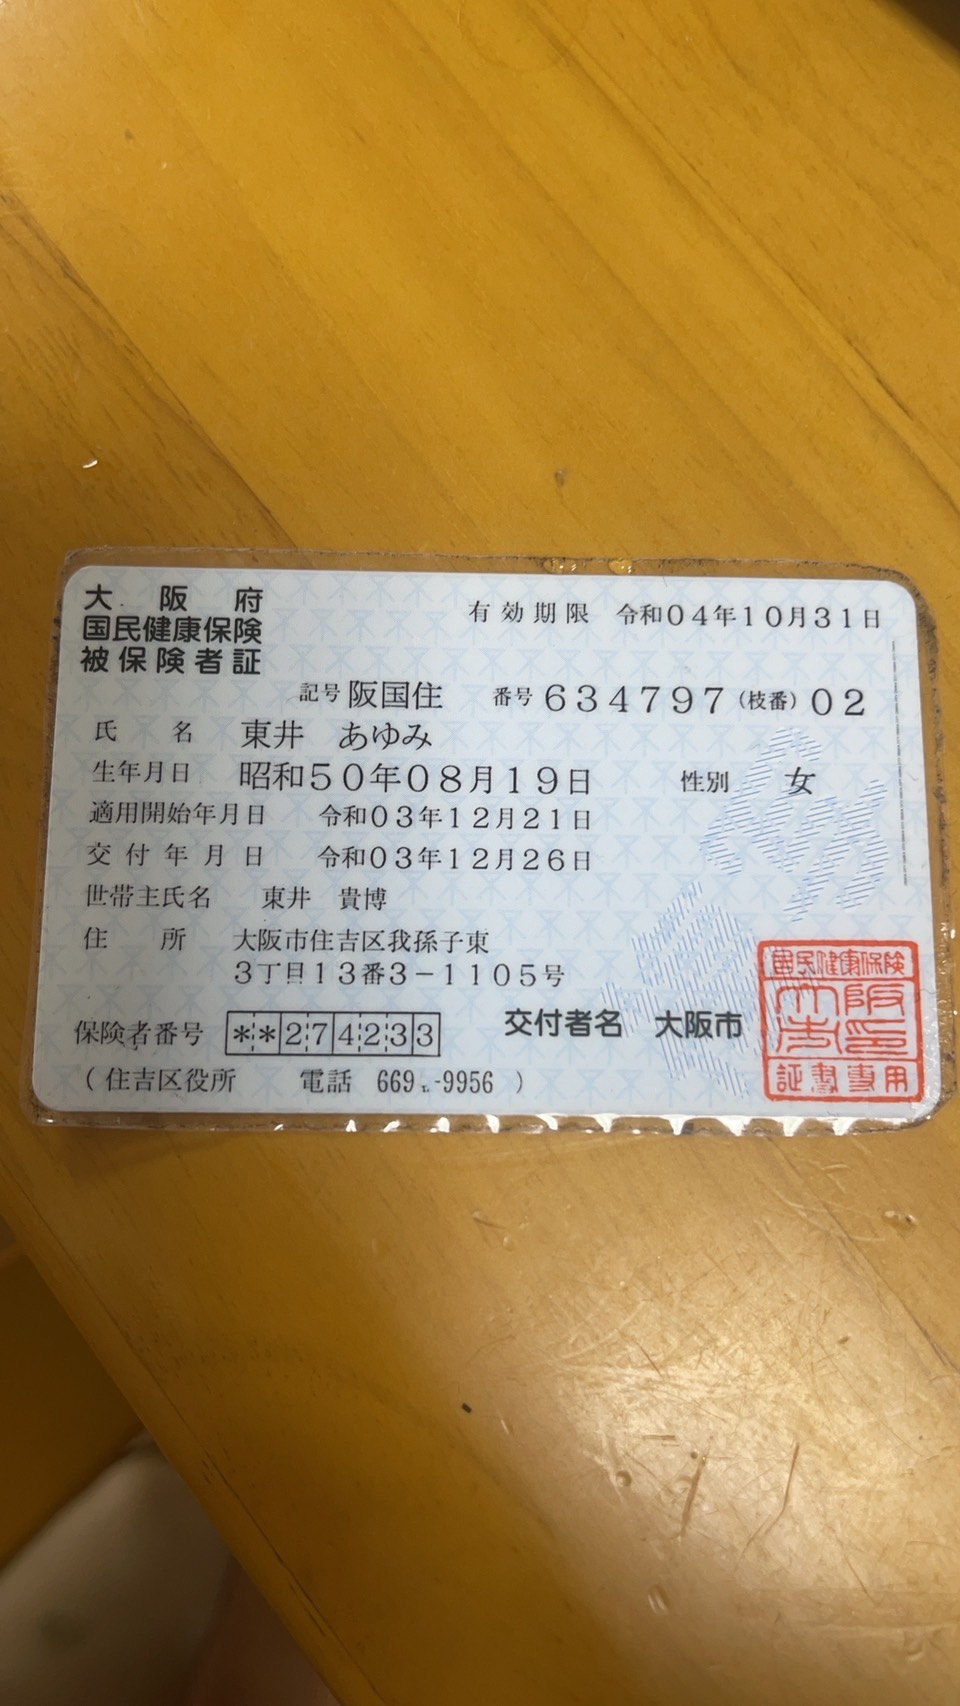 大阪府
国民健康保険
被保険者証
有効期限 令和04年10月31日
記号 阪国住 番号 634797 (枝番) 02
氏名 東井 あゆみ
生年月日 昭和50年08月19日 性別 女
適用開始年月日 令和03年12月21日
交付年月日 令和03年12月26日
世帯主氏名 東井 貴博
住所 大阪市住吉区我孫子東
3丁目13番3-1105号
保険者番号 **274233
交付者名 大阪市
(住吉区役所 電話 669-9956 )
国民健康保険
大阪
市印
証書専用